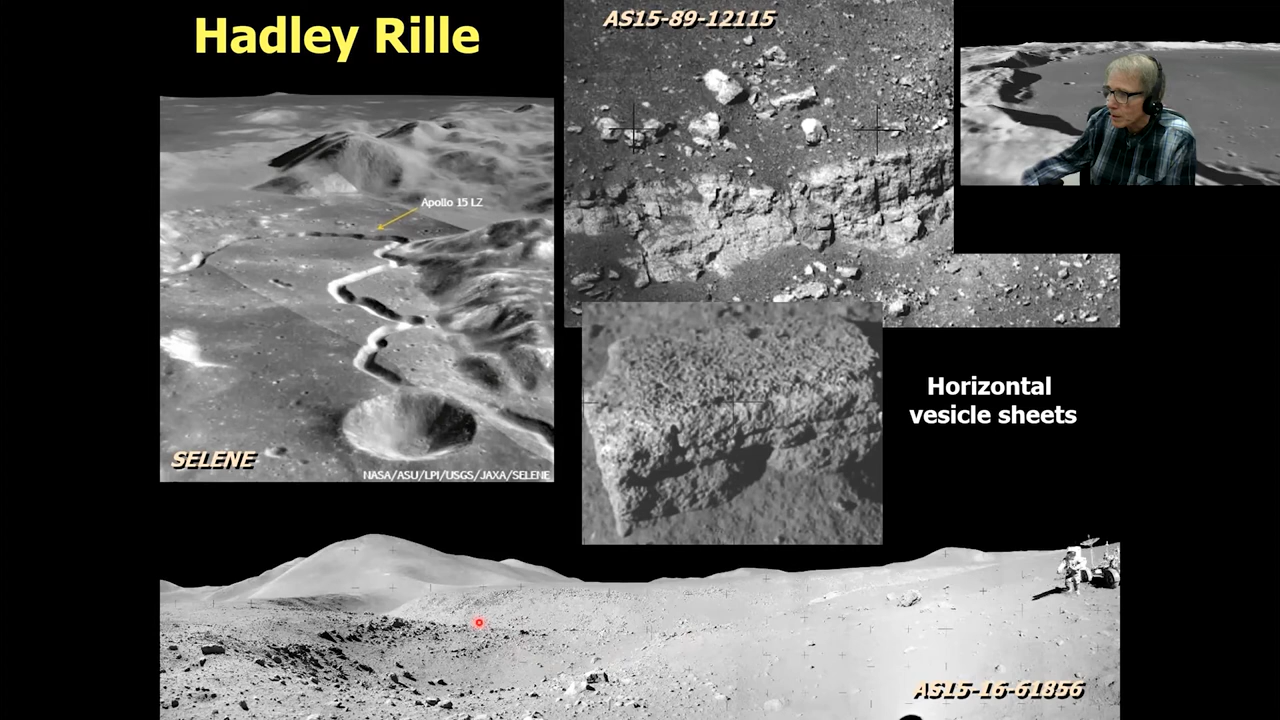 Hadley Rille
AS15-89-12115
Apollo 15 LZ
SELENE
NASA/ASU/LPI/USGS/JAXA/SELENE
Horizontal
vesicle sheets
AS15-16-61856